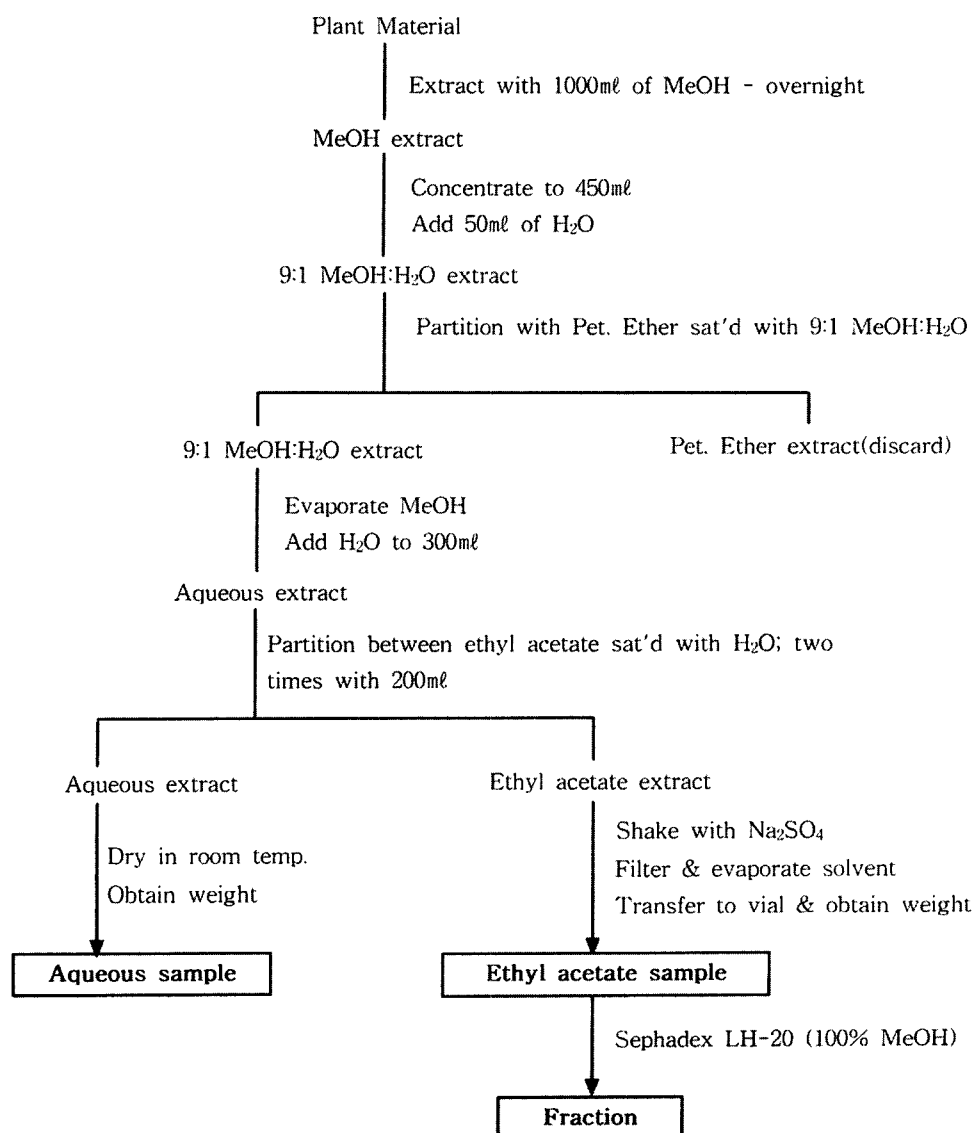 Plant Material
Extract with 1000㎖ of MeOH - overnight
MeOH extract
Concentrate to 450㎖
Add 50㎖ of H₂O
9:1 MeOH:H₂O extract
Partition with Pet. Ether sat'd with 9:1 MeOH:H₂O
9:1 MeOH:H₂O extract
Pet. Ether extract(discard)
Evaporate MeOH
Add H₂O to 300㎖
Aqueous extract
Partition between ethyl acetate sat'd with H₂O; two
times with 200㎖
Aqueous extract
Ethyl acetate extract
Dry in room temp.
Obtain weight
Shake with Na₂SO₄
Filter & evaporate solvent
Transfer to vial & obtain weight
Aqueous sample
Ethyl acetate sample
Sephadex LH-20 (100% MeOH)
Fraction